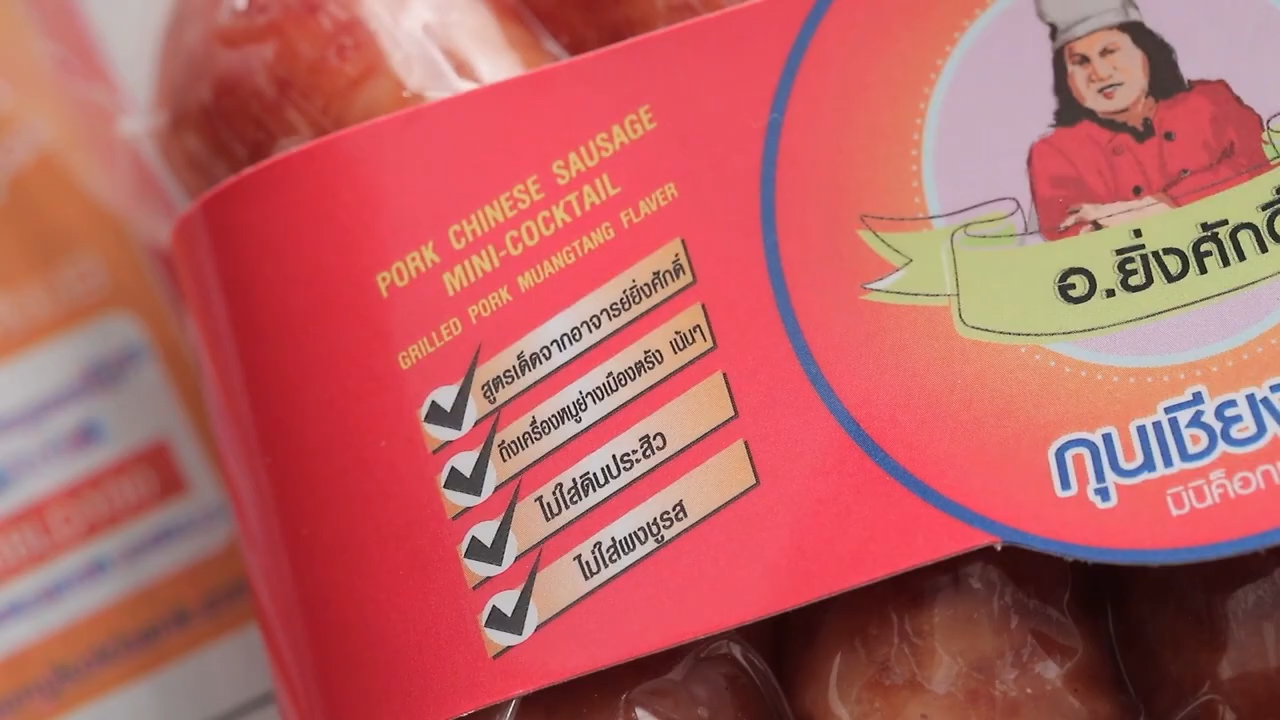 PORK CHINESE SAUSAGE
MINI-COCKTAIL
GRILLED PORK MUANGTANG FLAVER
สูตรเด็ดจากอาจารย์ยิ่งศักดิ์
ถึงเครื่องหมูย่างเมืองตรัง เน้นๆ
ไม่ใส่ดินประสิว
ไม่ใส่ผงชูรส
อ.ยิ่งศักดิ์
กุนเชียง
มินิค็อก